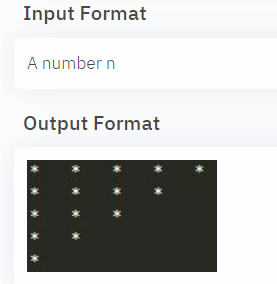 Input Format
A number n
Output Format
* * * * *
* * * *
* * *
* *
*